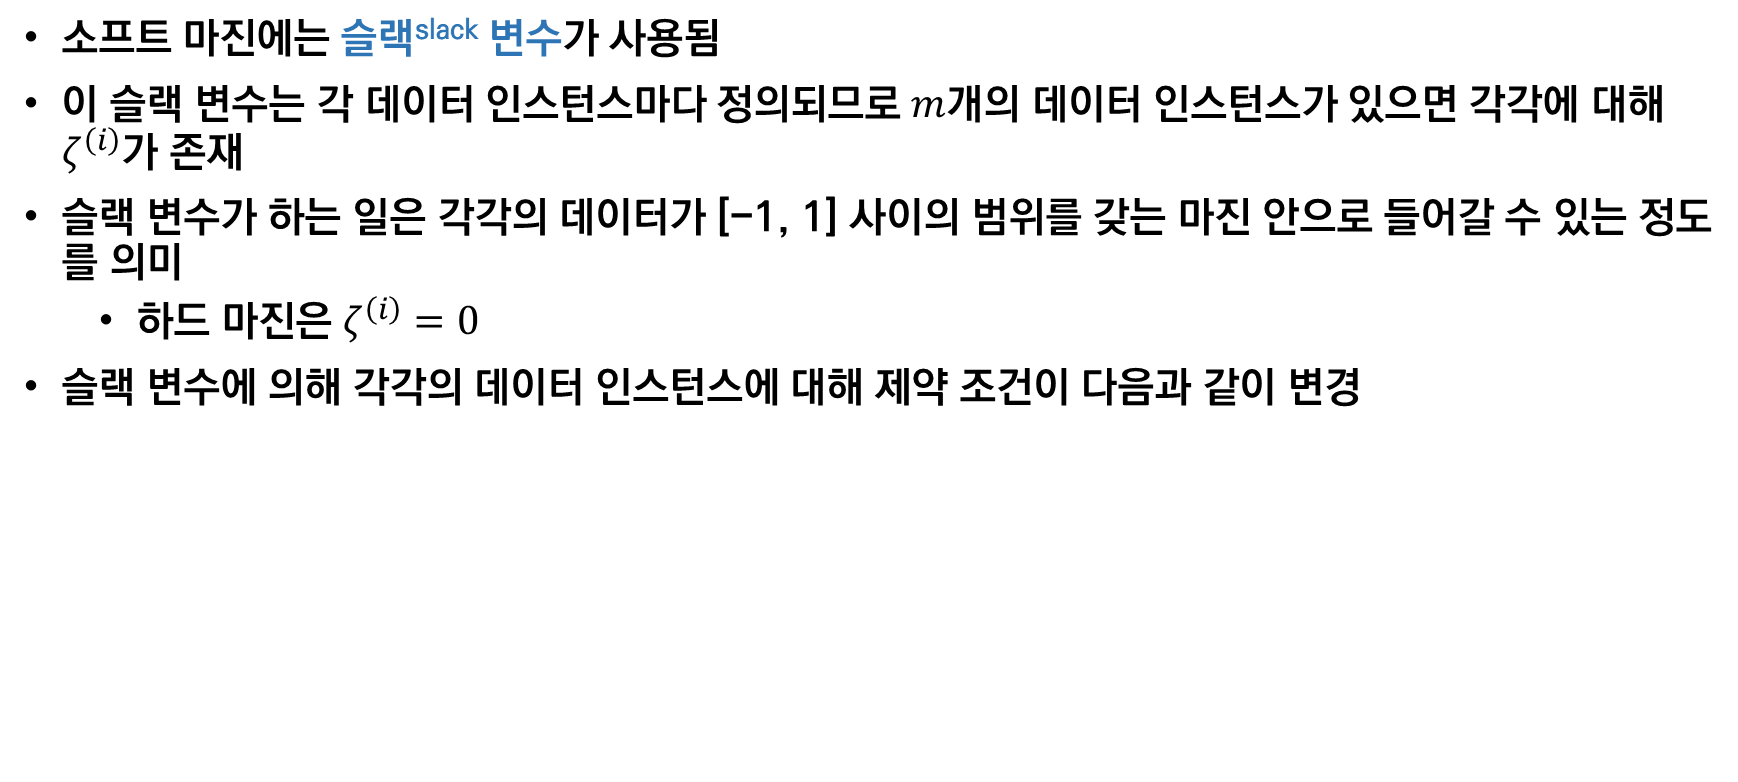 • 소프트 마진에는 슬랙slack 변수가 사용됨
• 이 슬랙 변수는 각 데이터 인스턴스마다 정의되므로 m개의 데이터 인스턴스가 있으면 각각에 대해
ζ⁽ⁱ⁾가 존재
• 슬랙 변수가 하는 일은 각각의 데이터가 [-1, 1] 사이의 범위를 갖는 마진 안으로 들어갈 수 있는 정도
를 의미
• 하드 마진은 ζ⁽ⁱ⁾ = 0
• 슬랙 변수에 의해 각각의 데이터 인스턴스에 대해 제약 조건이 다음과 같이 변경